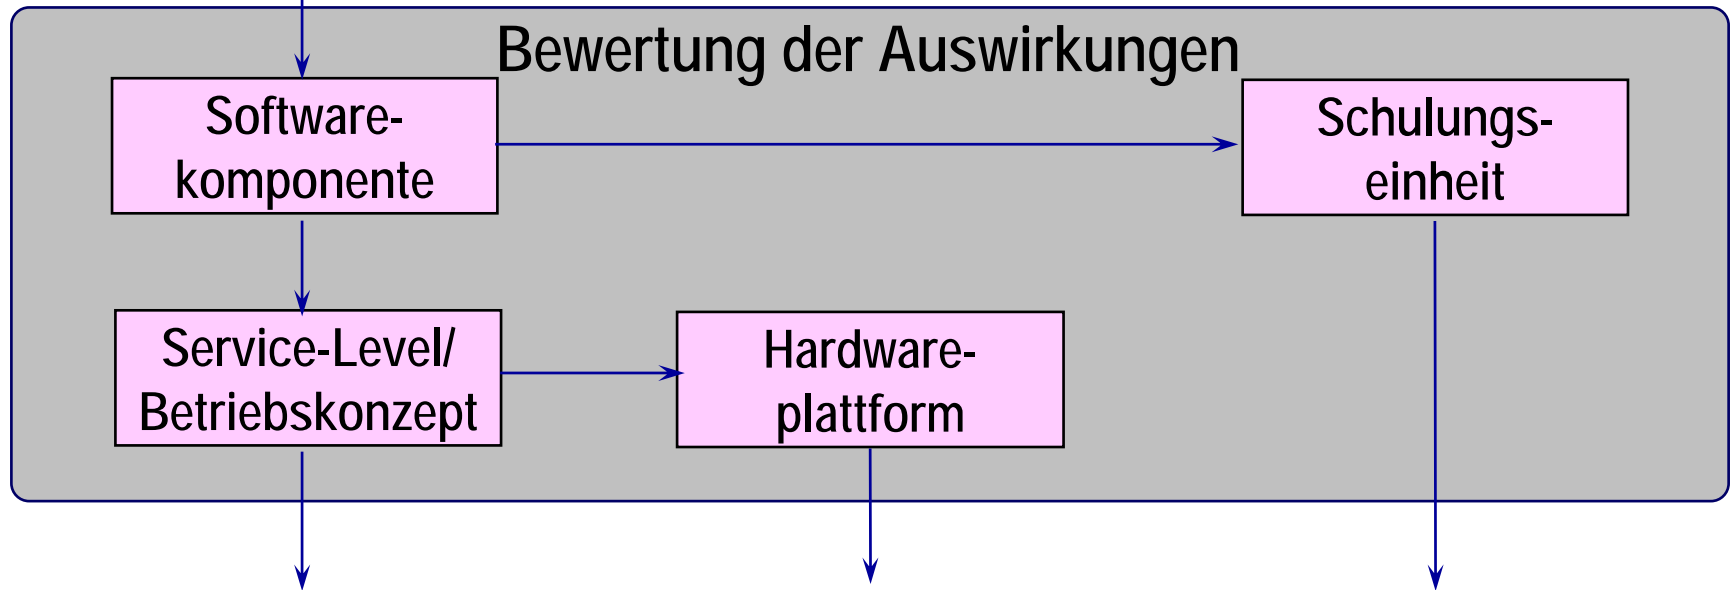 Bewertung der Auswirkungen
Software-
komponente
Schulungs-
einheit
Service-Level/
Betriebskonzept
Hardware-
plattform